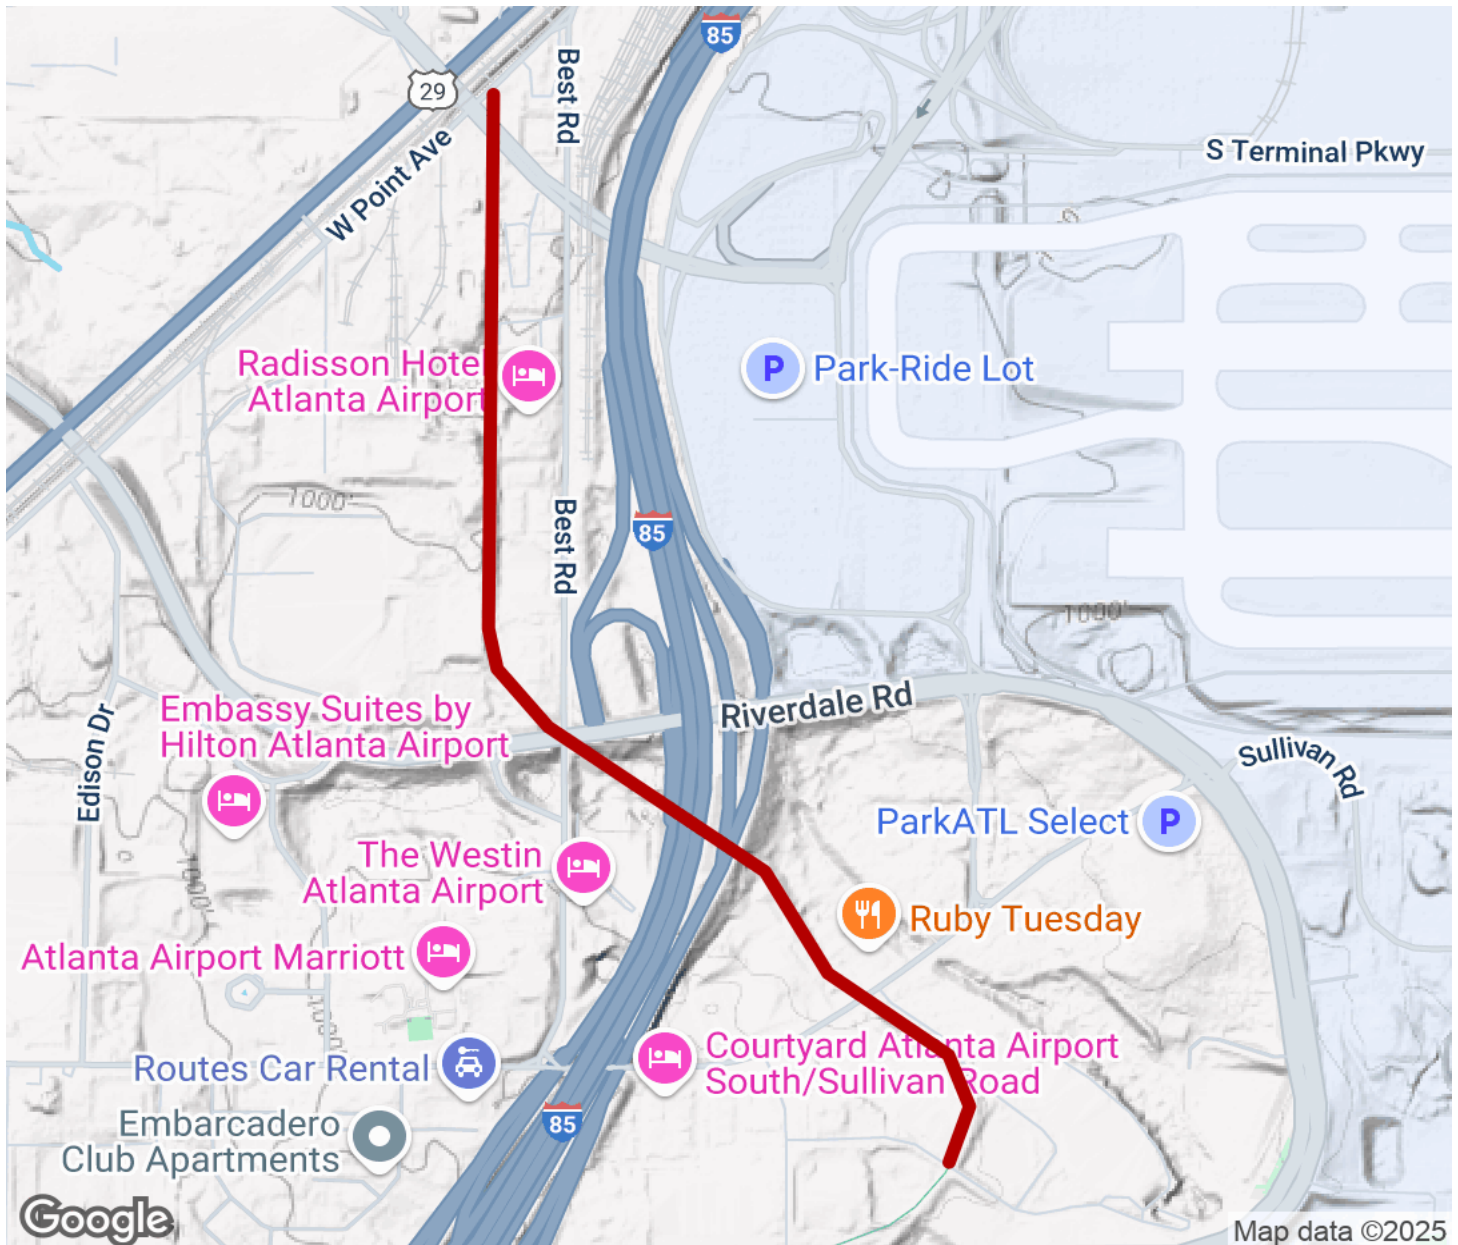 85
29
Best Rd
W Point Ave
S Terminal Pkwy
Radisson Hotel
Atlanta Airport
P
Park-Ride Lot
1000'
85
Best Rd
1000'
Riverdale Rd
Embassy Suites by
Hilton Atlanta Airport
Edison Dr
Sullivan Rd
ParkATL Select
P
The Westin
Atlanta Airport
1000'
Ruby Tuesday
Atlanta Airport Marriott
1000'
Routes Car Rental
Courtyard Atlanta Airport
South/Sullivan Road
85
Embarcadero
Club Apartments
Google
Map data ©2025